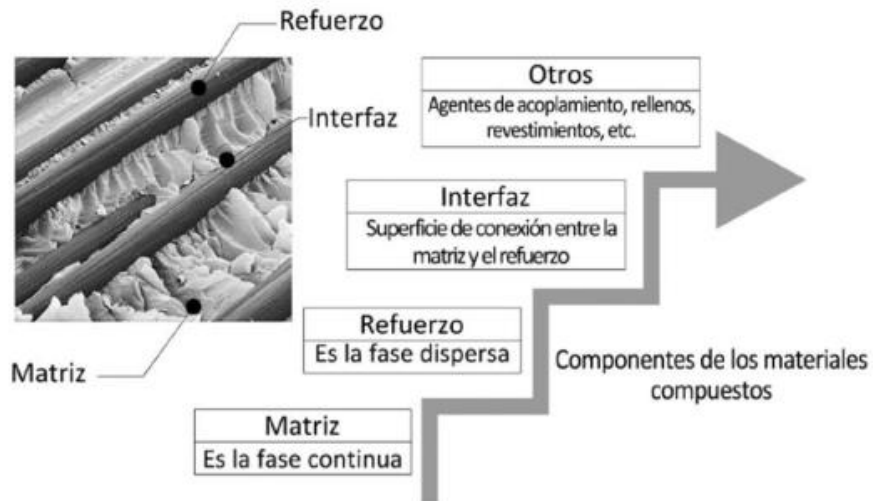 Refuerzo
Interfaz
Matriz
Otros
Agentes de acoplamiento, rellenos,
revestimientos, etc.
Interfaz
Superficie de conexión entre la
matriz y el refuerzo
Refuerzo
Es la fase dispersa
Matriz
Es la fase continua
Componentes de los materiales
compuestos